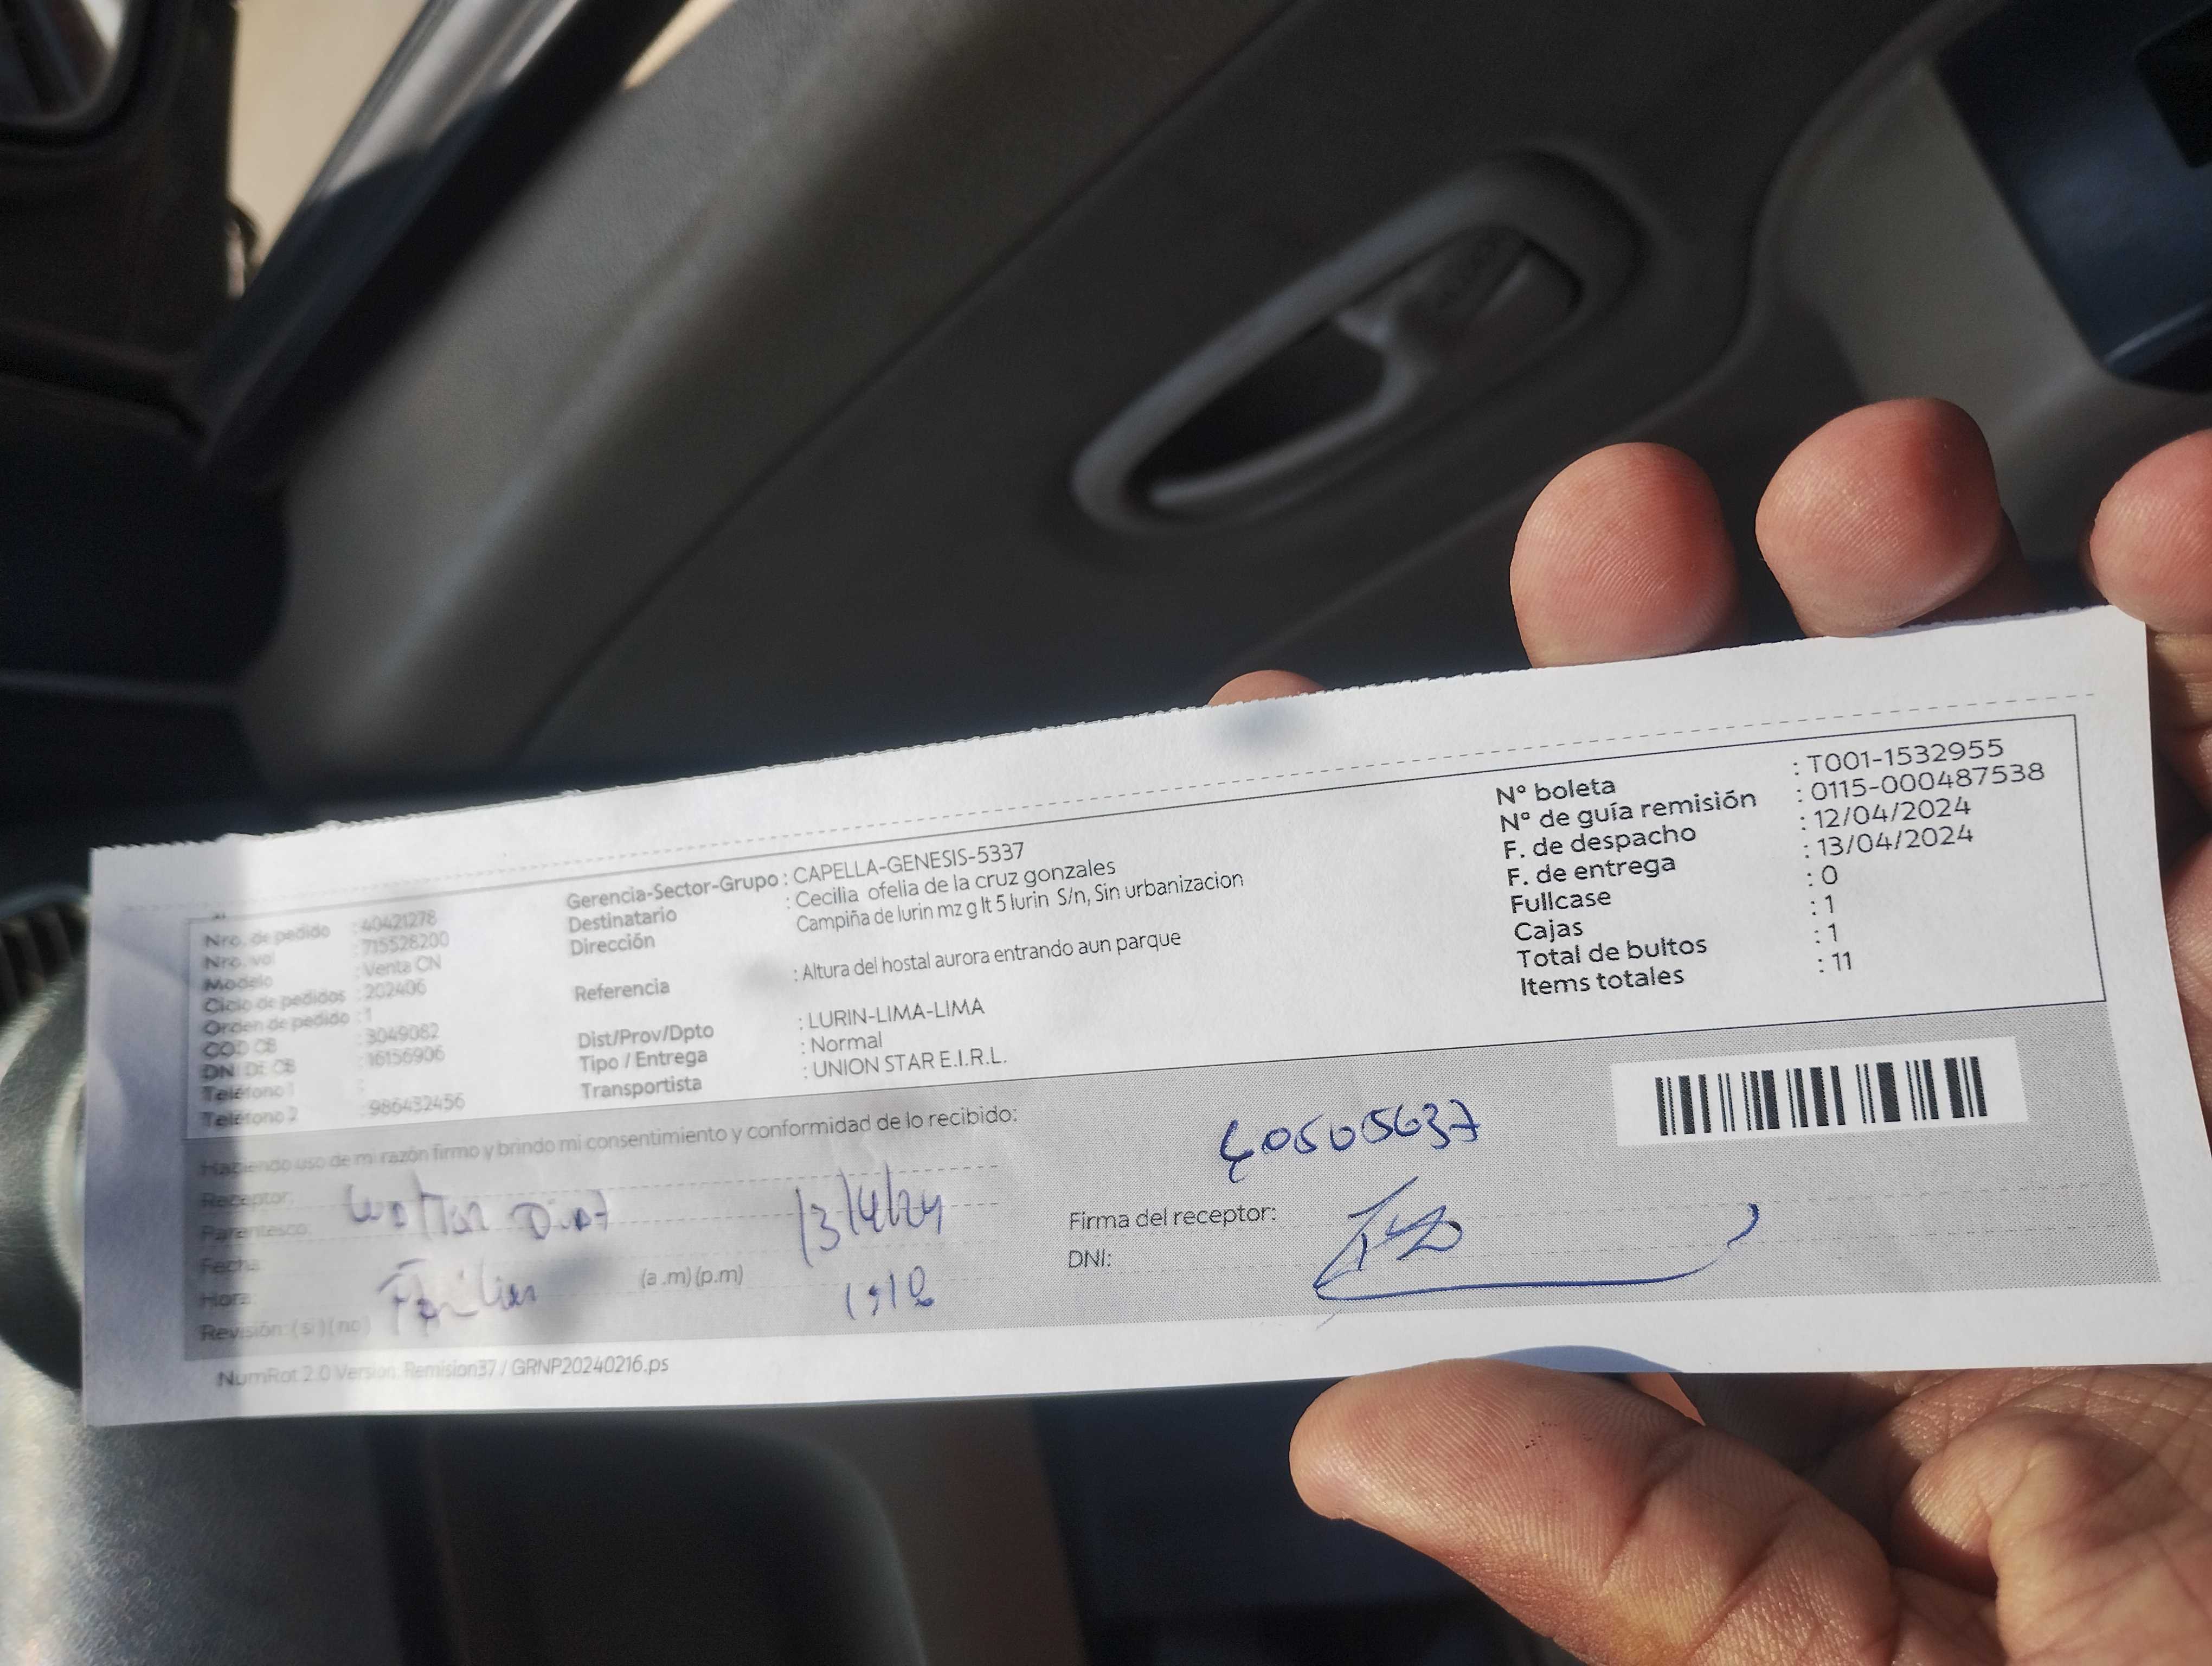 Nro. de pedido : 40421278
Nro. vol : 715528200
Modelo : Venta CN
Ciclo de pedidos : 202406
Orden de pedido : 1
COD CB : 3049082
DNI DE CB : 16156906
Teléfono 1 :
Teléfono 2 : 986432456
Gerencia-Sector-Grupo : CAPELLA-GENESIS-5337
Destinatario : Cecilia ofelia de la cruz gonzales
Dirección Campiña de lurin mz g lt 5 lurin S/n, Sin urbanizacion
Referencia : Altura del hostal aurora entrando aun parque
Dist/Prov/Dpto : LURIN-LIMA-LIMA
Tipo / Entrega : Normal
Transportista : UNION STAR E.I.R.L.
Nº boleta : T001-1532955
Nº de guía remisión : 0115-000487538
F. de despacho : 12/04/2024
F. de entrega : 13/04/2024
Fullcase : 0
Cajas : 1
Total de bultos : 1
Items totales : 11
Habiendo uso de mi razón firmo y brindo mi consentimiento y conformidad de lo recibido:
Receptor:
Parentesco:
Fecha 13/4/24
Hora (a.m)(p.m)
Revisión: (si) (no)
40505637
Firma del receptor:
DNI:
NumRot 2.0 Version: Remision37 / GRNP20240216.ps